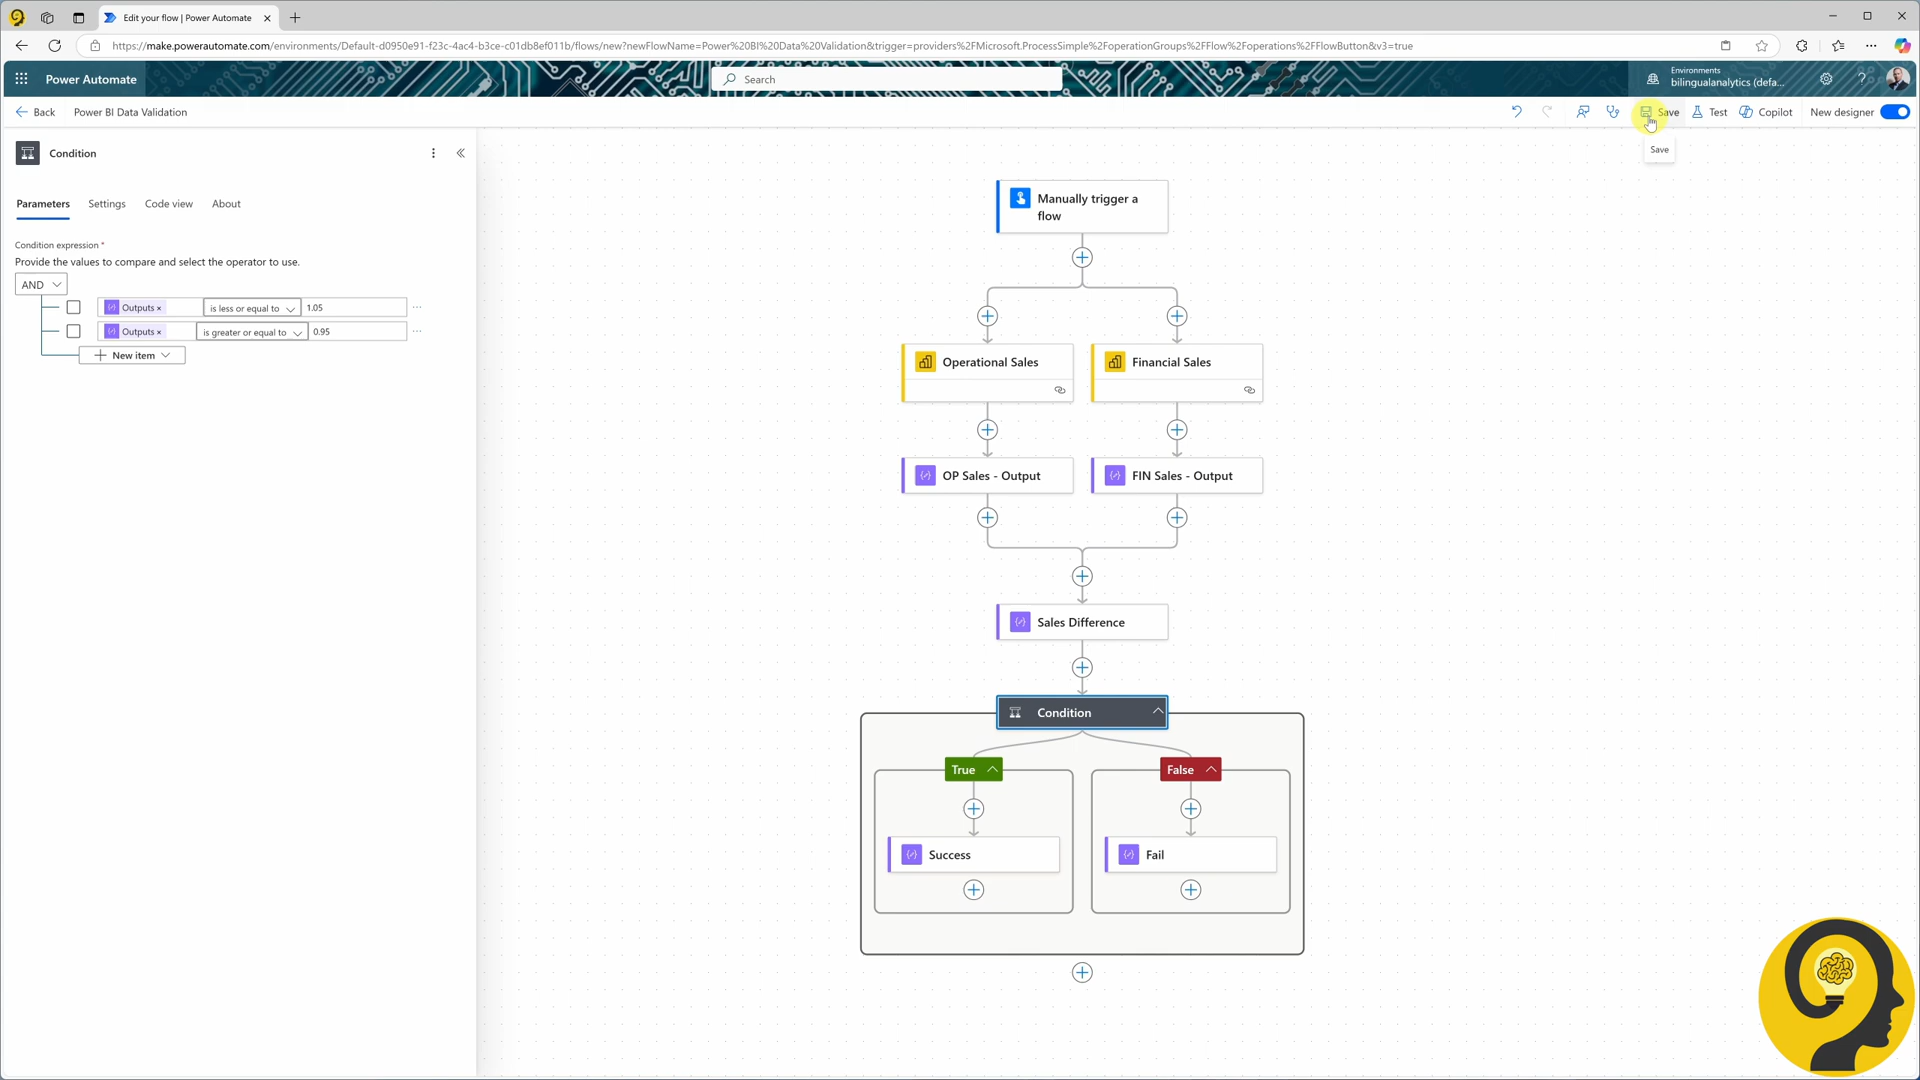 Edit your flow | Power Automate
https://make.powerautomate.com/environments/Default-d0950e91-f23c-4ac4-b3ce-c01db8ef011b/flows/new?newFlowName=Power%20BI%20Data%20Validation&trigger=providers%2FMicrosoft.ProcessSimple%2FoperationGroups%2FFlow%2Foperations%2FFlowButton&v3=true
Power Automate
Search
Environments
bilingualanalytics (defa...
Back
Power BI Data Validation
Save
Test
Copilot
New designer
Save
Condition
Parameters
Settings
Code view
About
Condition expression *
Provide the values to compare and select the operator to use.
AND
Outputs × is less or equal to 1.05
Outputs × is greater or equal to 0.95
New item
Manually trigger a
flow
Operational Sales
Financial Sales
OP Sales - Output
FIN Sales - Output
Sales Difference
Condition
True
False
Success
Fail